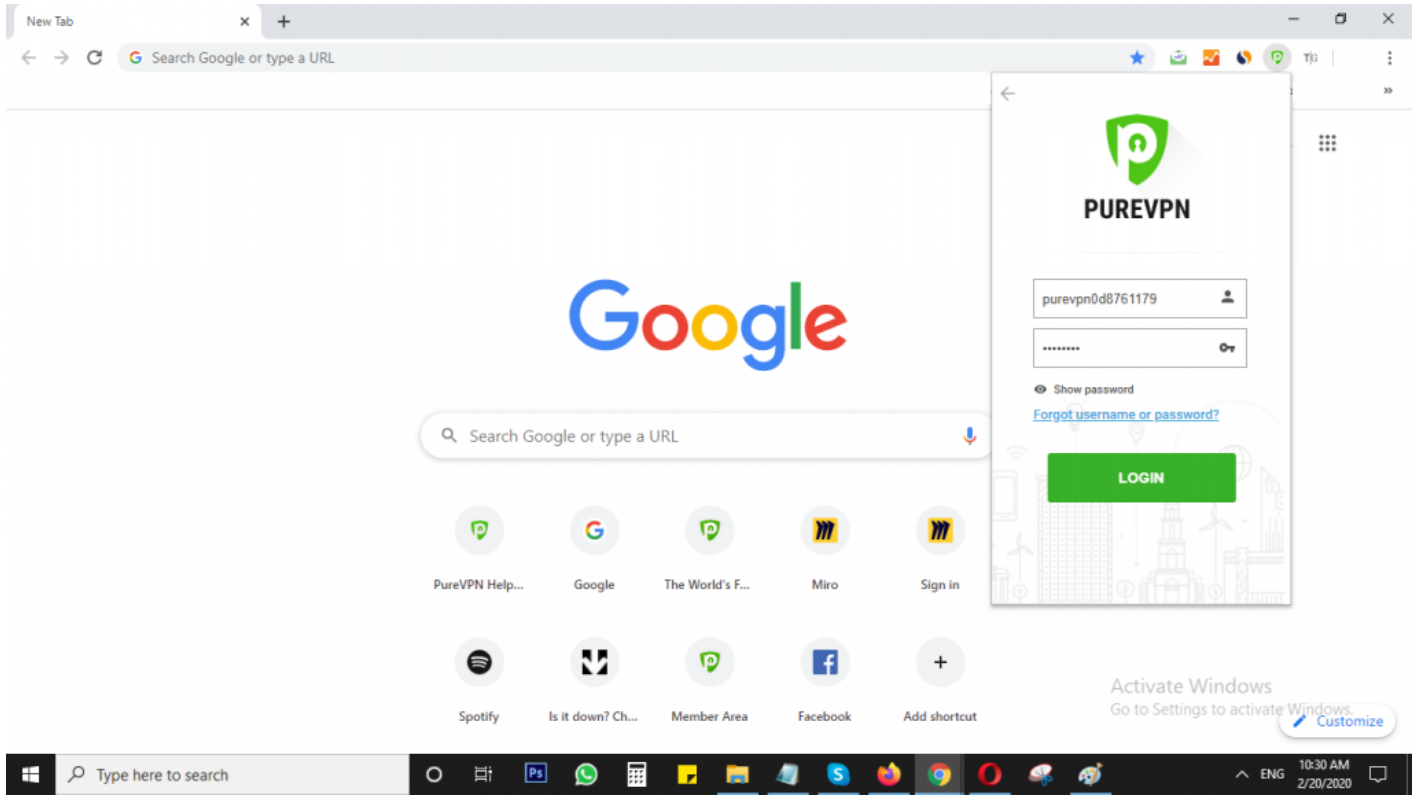 New Tab
Search Google or type a URL
T|G
PUREVPN
purevpn0d8761179
Show password
Forgot username or password?
LOGIN
Google
Search Google or type a URL
PureVPN Help...
Google
The World's F...
Miro
Sign in
Spotify
Is it down? Ch...
Member Area
Facebook
Add shortcut
Activate Windows
Go to Settings to activate Windows.
Customize
Type here to search
Ps
ENG
10:30 AM
2/20/2020